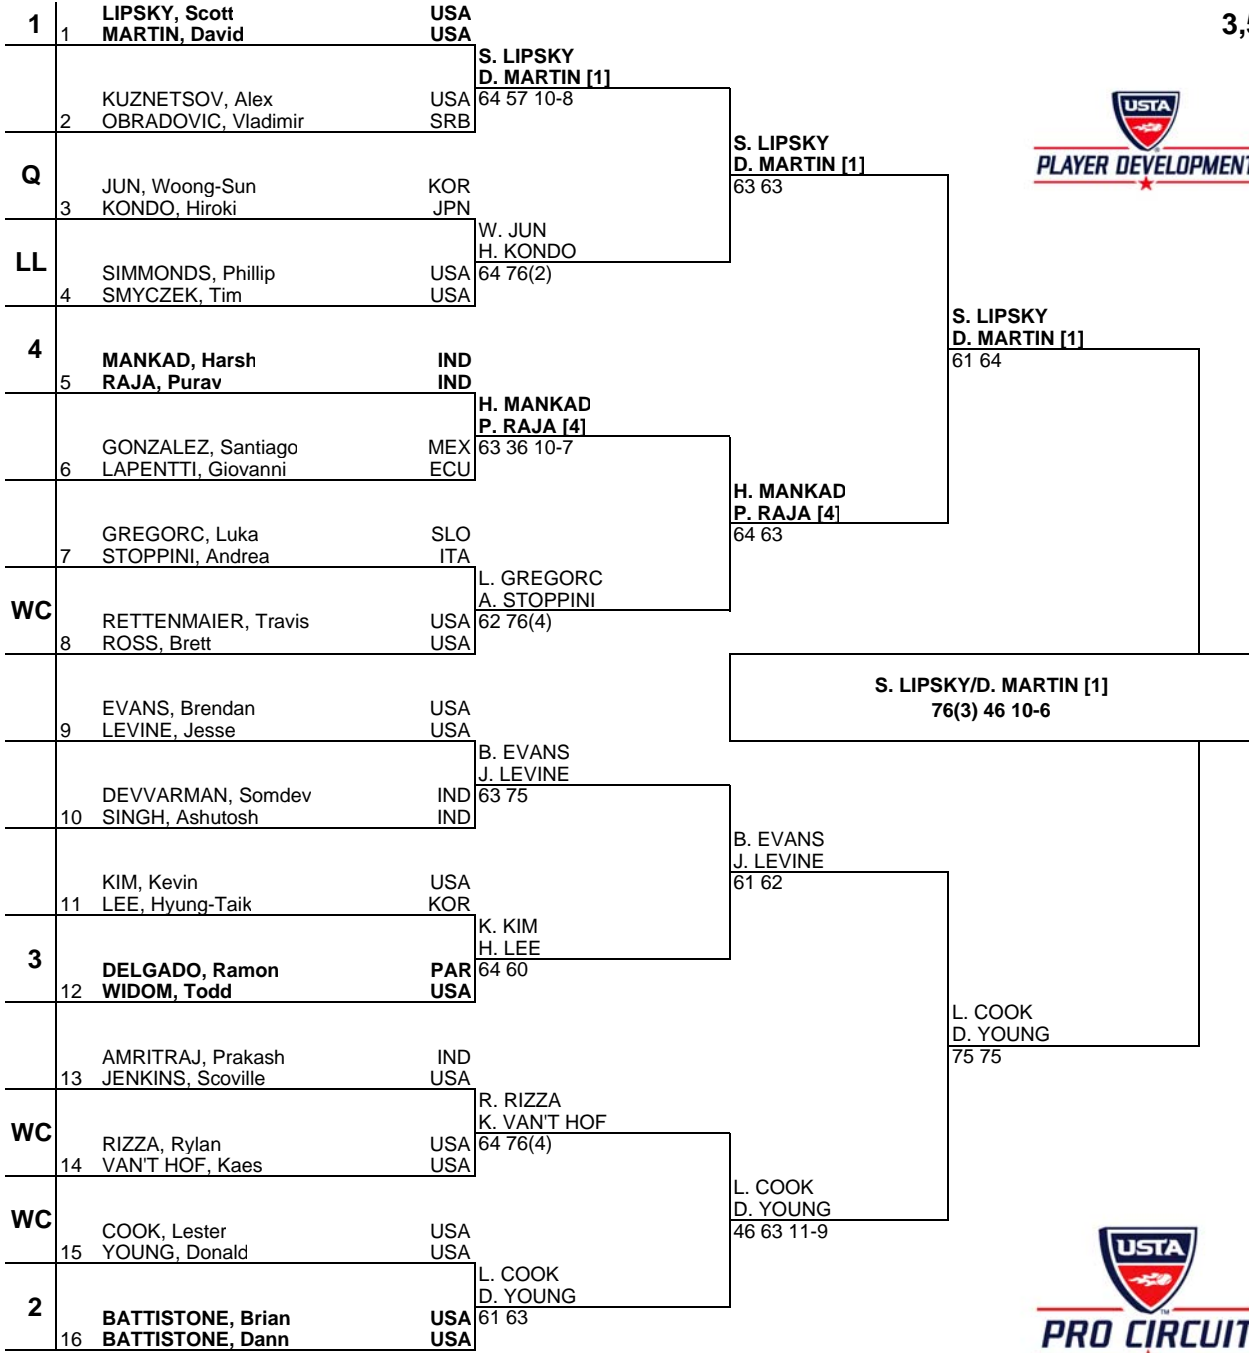 3,5
1 1 LIPSKY, Scott USA
MARTIN, David USA
2 KUZNETSOV, Alex USA
OBRADOVIC, Vladimir SRB
Q 3 JUN, Woong-Sun KOR
KONDO, Hiroki JPN
LL 4 SIMMONDS, Phillip USA
SMYCZEK, Tim USA
4 5 MANKAD, Harsh IND
RAJA, Purav IND
6 GONZALEZ, Santiago MEX
LAPENTTI, Giovanni ECU
7 GREGORC, Luka SLO
STOPPINI, Andrea ITA
WC 8 RETTENMAIER, Travis USA
ROSS, Brett USA
9 EVANS, Brendan USA
LEVINE, Jesse USA
10 DEVVARMAN, Somdev IND
SINGH, Ashutosh IND
11 KIM, Kevin USA
LEE, Hyung-Taik KOR
3 12 DELGADO, Ramon PAR
WIDOM, Todd USA
13 AMRITRAJ, Prakash IND
JENKINS, Scoville USA
WC 14 RIZZA, Rylan USA
VAN'T HOF, Kaes USA
WC 15 COOK, Lester USA
YOUNG, Donald USA
2 16 BATTISTONE, Brian USA
BATTISTONE, Dann USA
S. LIPSKY
D. MARTIN [1]
64 57 10-8
W. JUN
H. KONDO
64 76(2)
H. MANKAD
P. RAJA [4]
63 36 10-7
L. GREGORC
A. STOPPINI
62 76(4)
B. EVANS
J. LEVINE
63 75
K. KIM
H. LEE
64 60
R. RIZZA
K. VAN'T HOF
64 76(4)
L. COOK
D. YOUNG
61 63
S. LIPSKY
D. MARTIN [1]
63 63
H. MANKAD
P. RAJA [4]
64 63
B. EVANS
J. LEVINE
61 62
L. COOK
D. YOUNG
46 63 11-9
S. LIPSKY
D. MARTIN [1]
61 64
L. COOK
D. YOUNG
75 75
S. LIPSKY/D. MARTIN [1]
76(3) 46 10-6
USTA
PLAYER DEVELOPMENT
USTA
PRO CIRCUIT